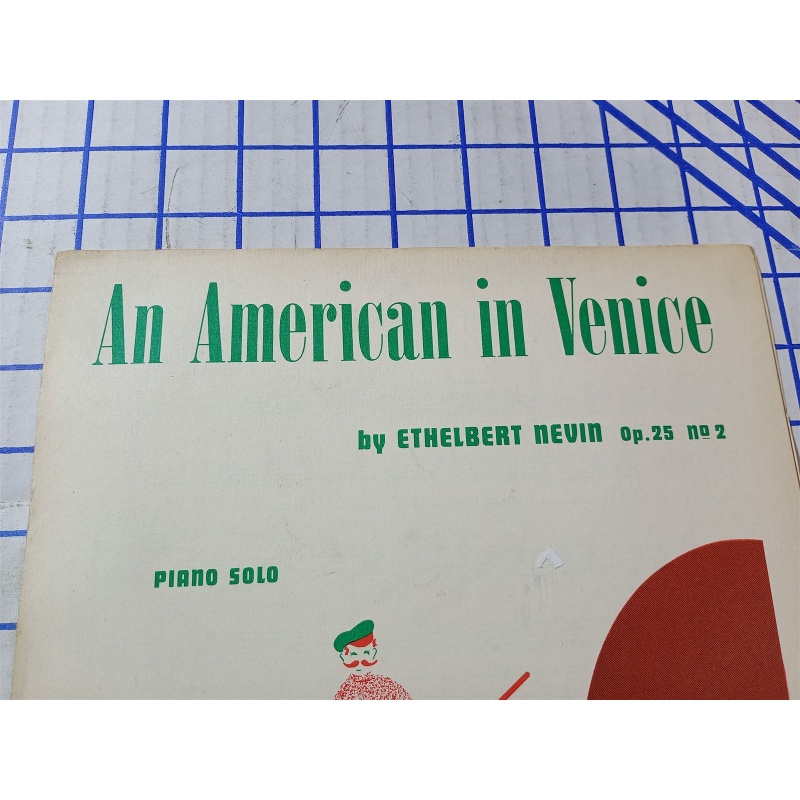 An American in Venice
by ETHELBERT NEVIN Op. 25 nº 2
PIANO SOLO